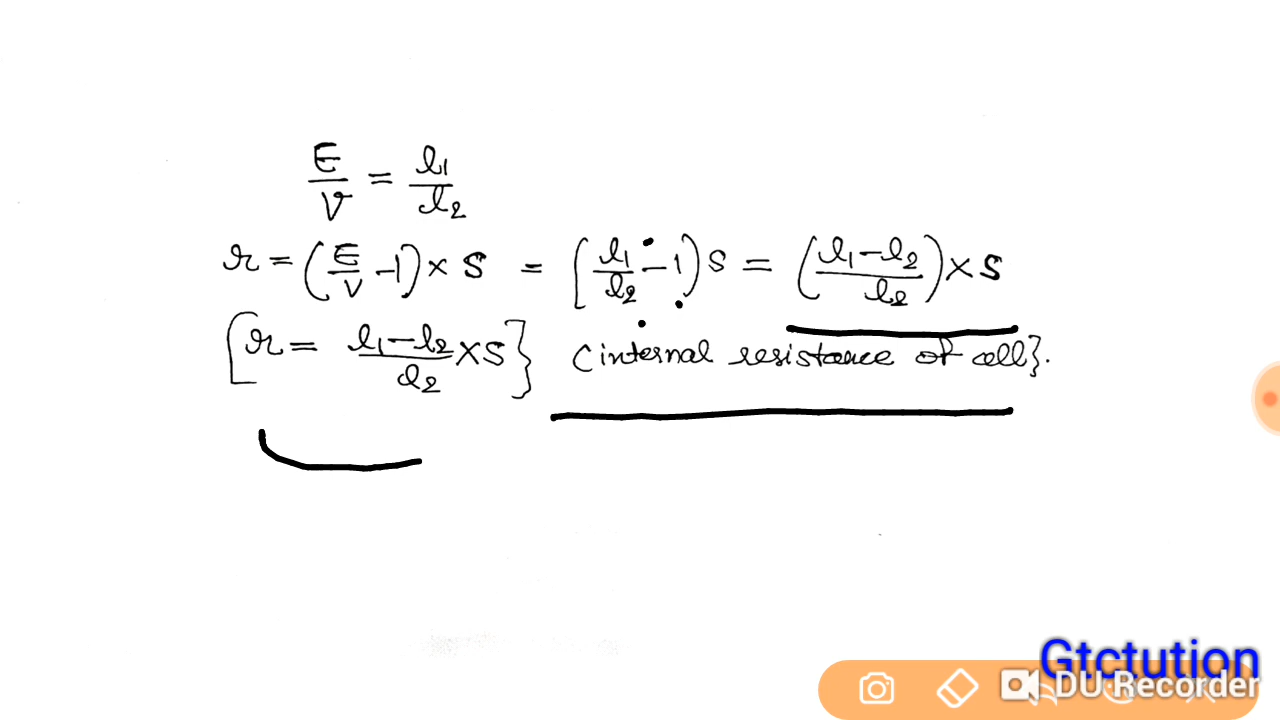 E/V = l1/l2
r = (E/V - 1) × S = (l1/l2 - 1) S = (l1 - l2/l2) × S
[r = l1 - l2/l2 × S} (internal resistance of cell}.
Gtctution
DU Recorder